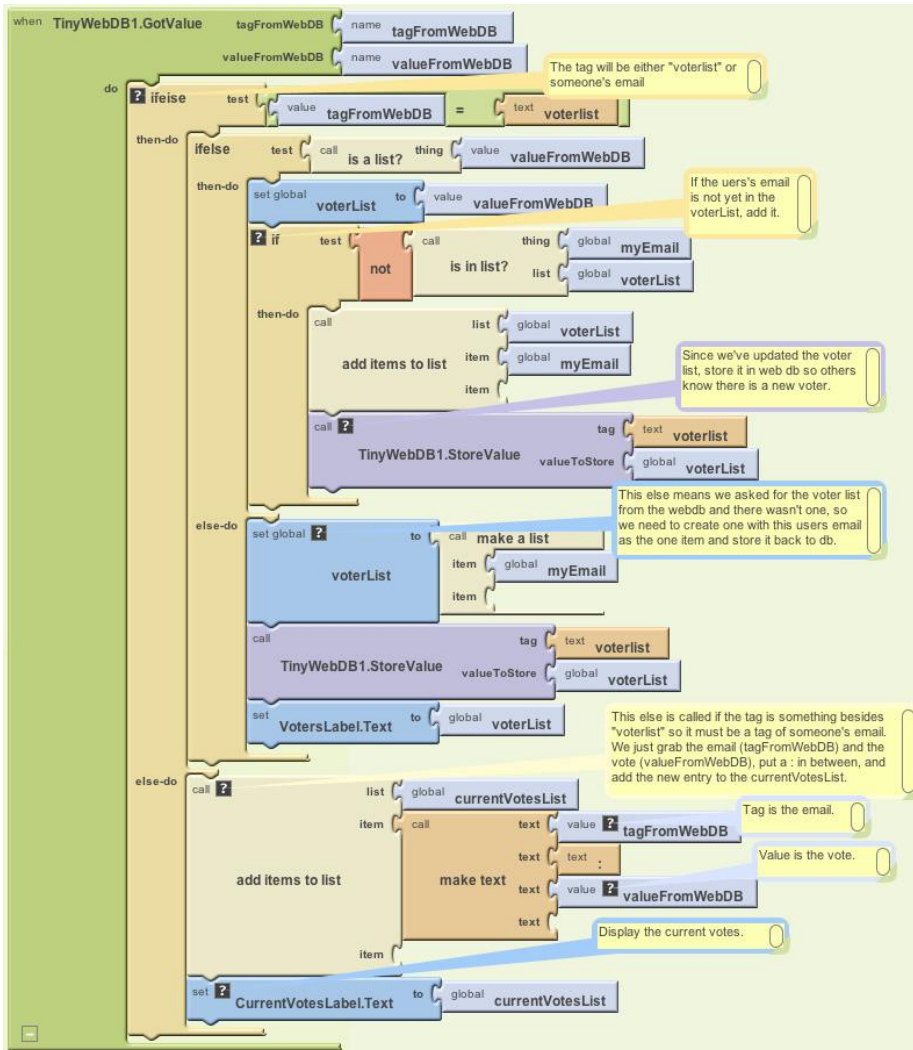 when TinyWebDB1.GotValue tagFromWebDB name tagFromWebDB
valueFromWebDB name valueFromWebDB
The tag will be either "voterlist" or
someone's email
do ? ifelse test value tagFromWebDB = text voterlist
then-do ifelse test call is a list? thing value valueFromWebDB
then-do set global voterList to value valueFromWebDB
If the uers's email
is not yet in the
voterList, add it.
? if test not call is in list? thing global myEmail
list global voterList
then-do call add items to list list global voterList
item global myEmail
item
Since we've updated the voter
list, store it in web db so others
know there is a new voter.
call ? TinyWebDB1.StoreValue tag text voterlist
valueToStore global voterList
This else means we asked for the voter list
from the webdb and there wasn't one, so
we need to create one with this users email
as the one item and store it back to db.
else-do set global ? voterList to call make a list
item global myEmail
item
call TinyWebDB1.StoreValue tag text voterlist
valueToStore global voterList
set VotersLabel.Text to global voterList
This else is called if the tag is something besides
"voterlist" so it must be a tag of someone's email.
We just grab the email (tagFromWebDB) and the
vote (valueFromWebDB), put a : in between, and
add the new entry to the currentVotesList.
else-do call ? add items to list list global currentVotesList
Tag is the email.
item call make text text value ? tagFromWebDB
text text :
Value is the vote.
text value ? valueFromWebDB
text
item
Display the current votes.
set ? CurrentVotesLabel.Text to global currentVotesList